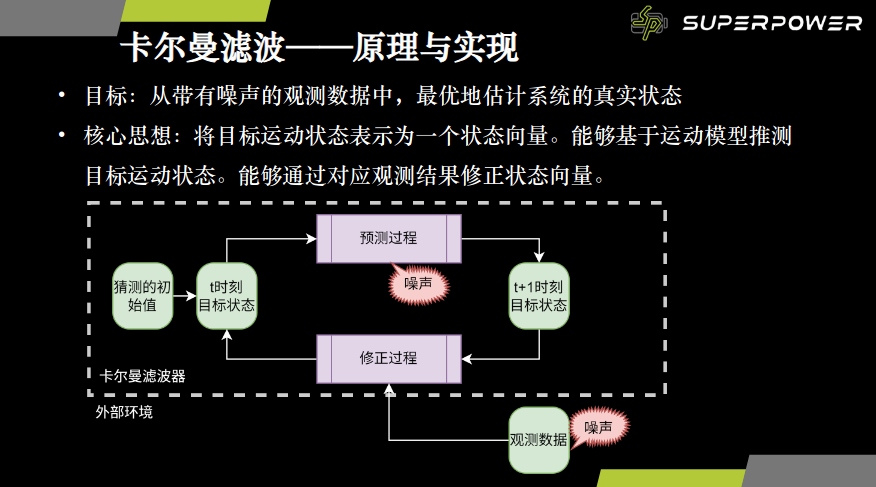 SUPERPOWER
卡尔曼滤波——原理与实现
• 目标：从带有噪声的观测数据中，最优地估计系统的真实状态
• 核心思想：将目标运动状态表示为一个状态向量。能够基于运动模型推测
目标运动状态。能够通过对应观测结果修正状态向量。
预测过程
噪声
猜测的初
始值
t时刻
目标状态
t+1时刻
目标状态
修正过程
卡尔曼滤波器
外部环境
观测数据
噪声